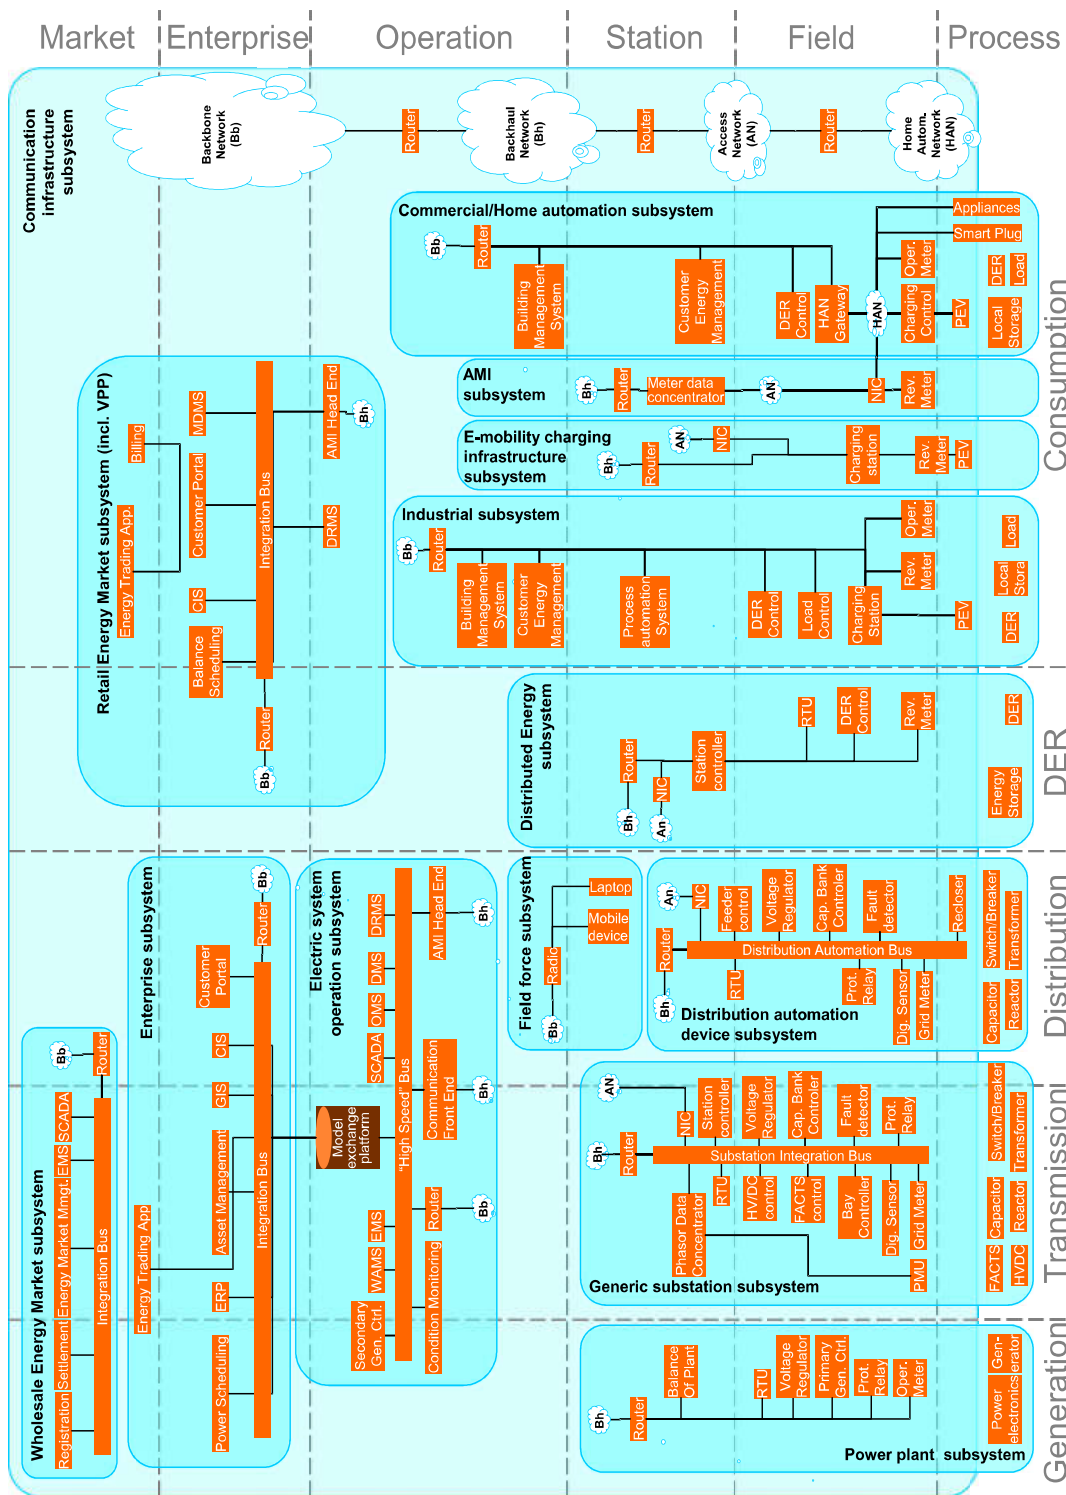 Market
Enterprise
Operation
Station
Field
Process
Communication
infrastructure
subsystem
Backbone
Network
(Bb)
Router
Backhaul
Network
(Bh)
Router
Access
Network
(AN)
Router
Home
Autom.
Network
(HAN)
Commercial/Home automation subsystem
Bb
Router
Building
Management
System
Customer
Energy
Management
DER
Control
HAN
Gateway
HAN
Oper.
Meter
Charging
Control
Appliances
Smart Plug
DER
Load
PEV
Local
Storage
AMI
subsystem
Bh
Router
Meter data
concentrator
AN
NIC
Rev.
Meter
E-mobility charging
infrastructure
subsystem
AN
NIC
Bh
Router
Charging
station
Rev.
Meter
PEV
Industrial subsystem
Bb
Router
Building
Management
System
Customer
Energy
Management
Process
automation
System
DER
Control
Load
Control
Charging
Station
Oper.
Meter
Rev.
Meter
PEV
Load
Local
Stora
DER
Consumption
Retail Energy Market subsystem (incl. VPP)
Billing
Energy Trading App.
MDMS
Customer Portal
CIS
Balance
Scheduling
Integration Bus
AMI Head End
Bh
DRMS
Router
Bb
Distributed Energy
subsystem
Router
Bh
NIC
An
Station
controller
RTU
DER
Control
Rev.
Meter
DER
Energy
Storage
DER
Enterprise subsystem
Bb
Router
Customer
Portal
CIS
GIS
Asset Management
Energy Trading App
ERP
Power Scheduling
Integration Bus
Electric system
operation subsystem
DRMS
DMS
OMS
SCADA
AMI Head End
Bh
Communication
Front End
Bh
"High Speed" Bus
Model
exchange
platform
EMS
WAMS
Secondary
Gen. Ctrl.
Router
Bb
Condition Monitoring
Field force subsystem
Laptop
Mobile
device
Radio
Bb
Distribution automation
device subsystem
An
NIC
Router
Bh
Feeder
control
Voltage
Regulator
Cap. Bank
Controler
Fault
detector
Recloser
Distribution Automation Bus
RTU
Prot.
Relay
Dig. Sensor
Grid Meter
Switch/Breaker
Transformer
Capacitor
Reactor
Distribution
Wholesale Energy Market subsystem
Bb
Router
SCADA
EMS
Energy Market Mmgt.
Settlement
Registration
Integration Bus
Generic substation subsystem
AN
NIC
Bh
Router
Station
controller
Voltage
Regulator
Cap. Bank
Controler
Fault
detector
Prot.
Relay
Substation Integration Bus
Phasor Data
Concentrator
RTU
HVDC
control
FACTS
control
Bay
Controller
Dig. Sensor
Grid Meter
PMU
Switch/Breaker
Transformer
Capacitor
Reactor
FACTS
HVDC
Transmission
Power plant subsystem
Bh
Router
Balance
Of Plant
RTU
Voltage
Regulator
Primary
Gen. Ctrl.
Prot.
Relay
Oper.
Meter
Gen-
erator
Power
electronics
Generation